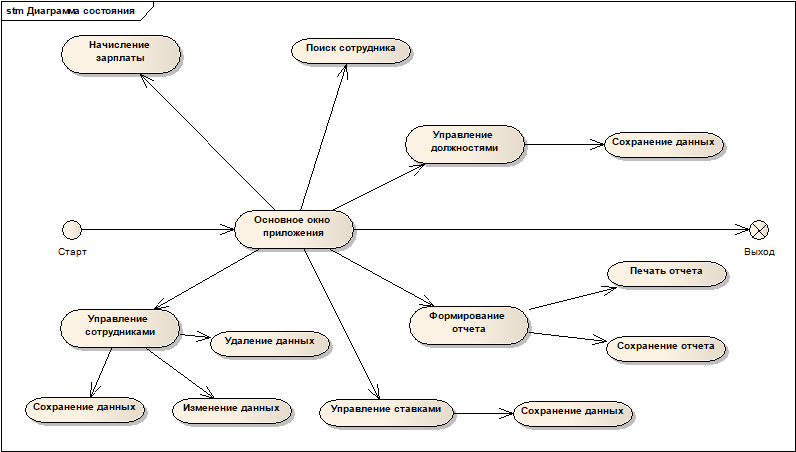 stm Диаграмма состояния
Начисление
зарплаты
Поиск сотрудника
Управление
должностями
Сохранение данных
Основное окно
приложения
Старт
Выход
Печать отчета
Формирование
отчета
Управление
сотрудниками
Удаление данных
Сохранение отчета
Сохранение данных
Изменение данных
Управление ставками
Сохранение данных